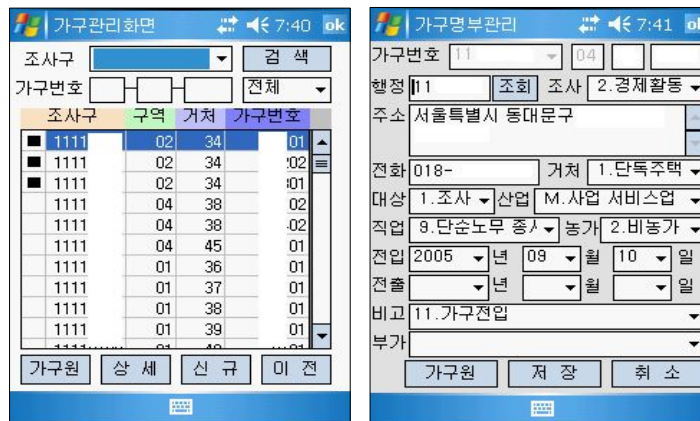 가구관리화면 7:40 ok
조사구 검 색
가구번호 전체
조사구 구역 거처 가구번호
1111 02 34 01
1111 02 34 02
1111 02 34 01
1111 04 38 02
1111 04 38 02
1111 04 45 01
1111 01 36 01
1111 01 37 01
1111 01 38 01
1111 01 39 01
가구원 상 세 신 규 이 전
가구명부관리 7:41
가구번호 11 04
행정 11 조회 조사 2.경제활동
주소 서울특별시 동대문구
전화 018- 거처 1.단독주택
대상 1.조사 산업 M.사업 서비스업
직업 9.단순노무 종사 농가 2.비농가
전입 2005 년 09 월 10 일
전출 년 월 일
비고 11.가구전입
부가
가구원 저 장 취 소